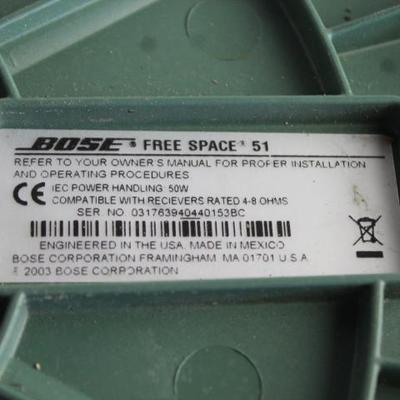 BOSE ® FREE SPACE® 51
REFER TO YOUR OWNER'S MANUAL FOR PROPER INSTALLATION
AND OPERATING PROCEDURES
CE IEC POWER HANDLING: 50W
COMPATIBLE WITH RECIEVERS RATED 4-8 OHMS
SER. NO. 031763940440153BC
ENGINEERED IN THE USA, MADE IN MEXICO
BOSE CORPORATION FRAMINGHAM, MA 01701 U.S.A.
© 2003 BOSE CORPORATION